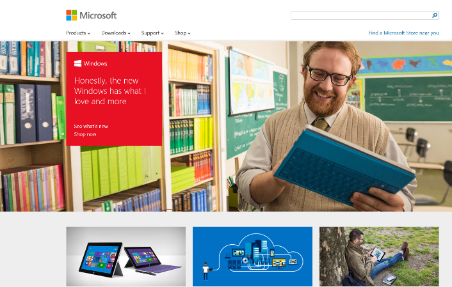 Microsoft
Products Downloads Support Shop
Find a Microsoft Store near you
Windows
Honestly, the new
Windows has what I
love and more
See what's new
Shop now